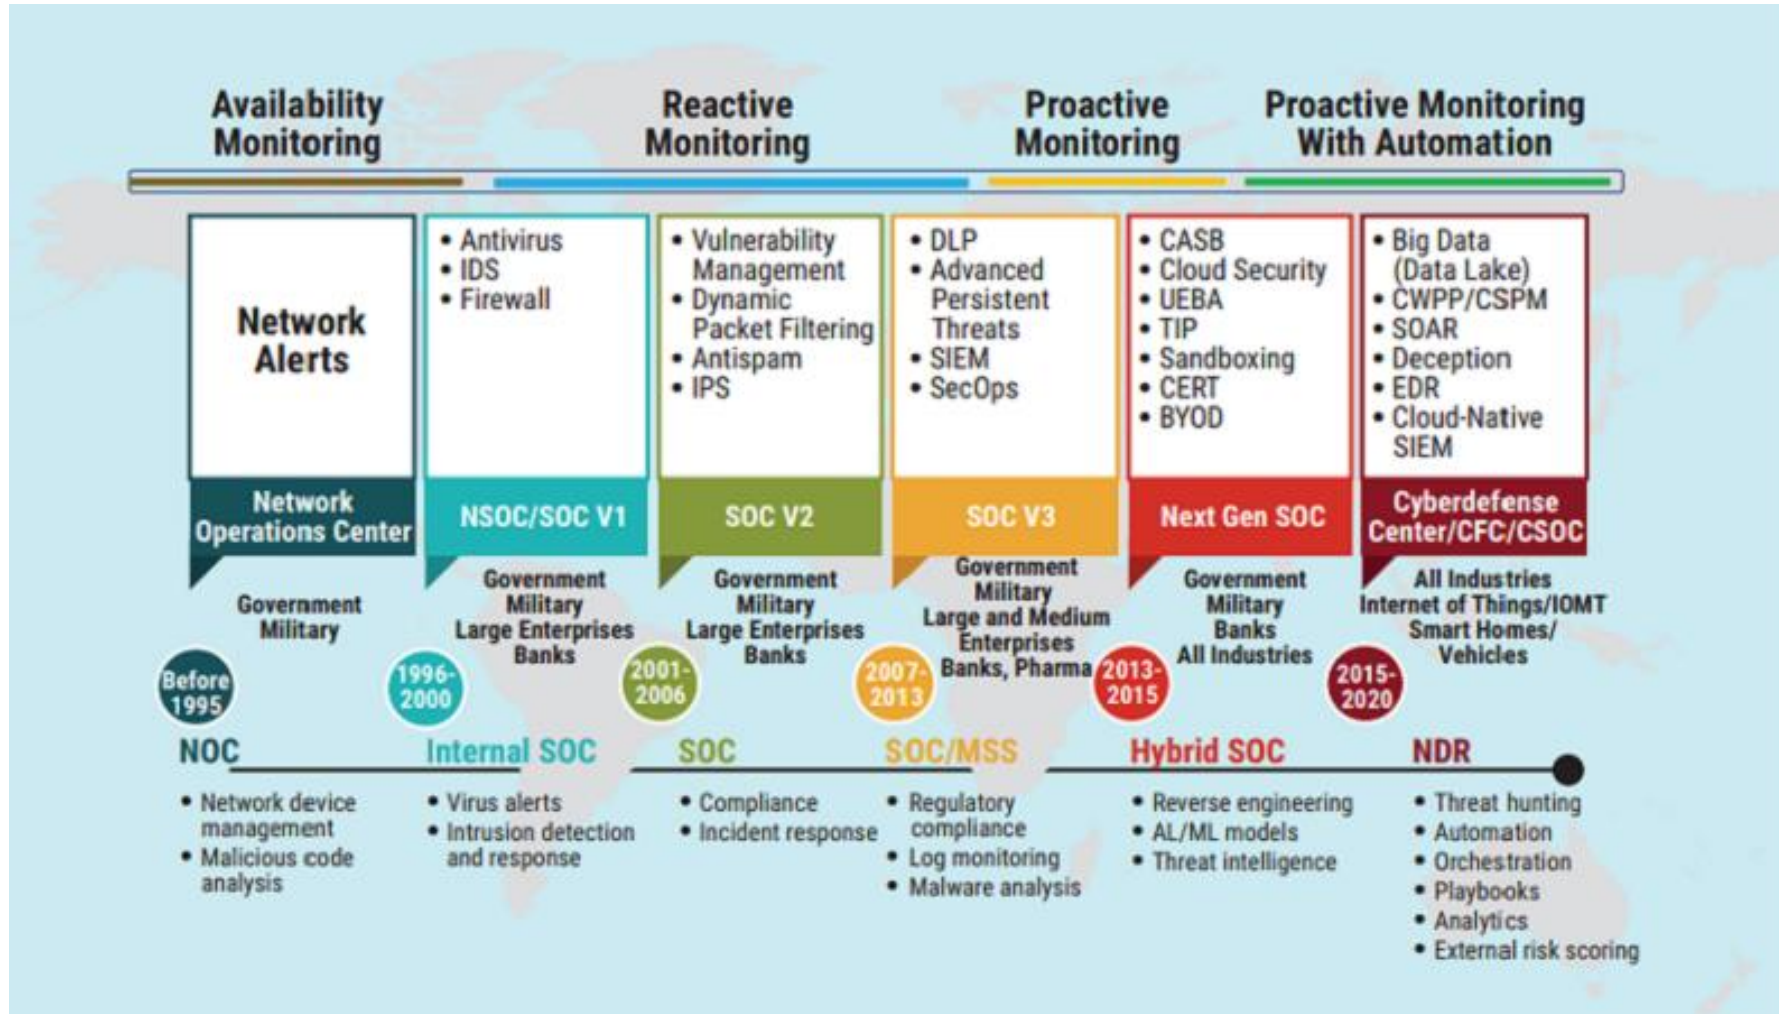 Availability
Monitoring
Reactive
Monitoring
Proactive
Monitoring
Proactive Monitoring
With Automation
Network
Alerts
• Antivirus
• IDS
• Firewall
• Vulnerability
Management
• Dynamic
Packet Filtering
• Antispam
• IPS
• DLP
• Advanced
Persistent
Threats
• SIEM
• SecOps
• CASB
• Cloud Security
• UEBA
• TIP
• Sandboxing
• CERT
• BYOD
• Big Data
(Data Lake)
• CWPP/CSPM
• SOAR
• Deception
• EDR
• Cloud-Native
SIEM
Network
Operations Center
NSOC/SOC V1
SOC V2
SOC V3
Next Gen SOC
Cyberdefense
Center/CFC/CSOC
Government
Military
Government
Military
Large Enterprises
Banks
Government
Military
Large Enterprises
Banks
Government
Military
Large and Medium
Enterprises
Banks, Pharma
Government
Military
Banks
All Industries
All Industries
Internet of Things/IOMT
Smart Homes/
Vehicles
Before
1995
1996-
2000
2001-
2006
2007-
2013
2013-
2015
2015-
2020
NOC
Internal SOC
SOC
SOC/MSS
Hybrid SOC
NDR
• Network device
management
• Malicious code
analysis
• Virus alerts
• Intrusion detection
and response
• Compliance
• Incident response
• Regulatory
compliance
• Log monitoring
• Malware analysis
• Reverse engineering
• AL/ML models
• Threat intelligence
• Threat hunting
• Automation
• Orchestration
• Playbooks
• Analytics
• External risk scoring